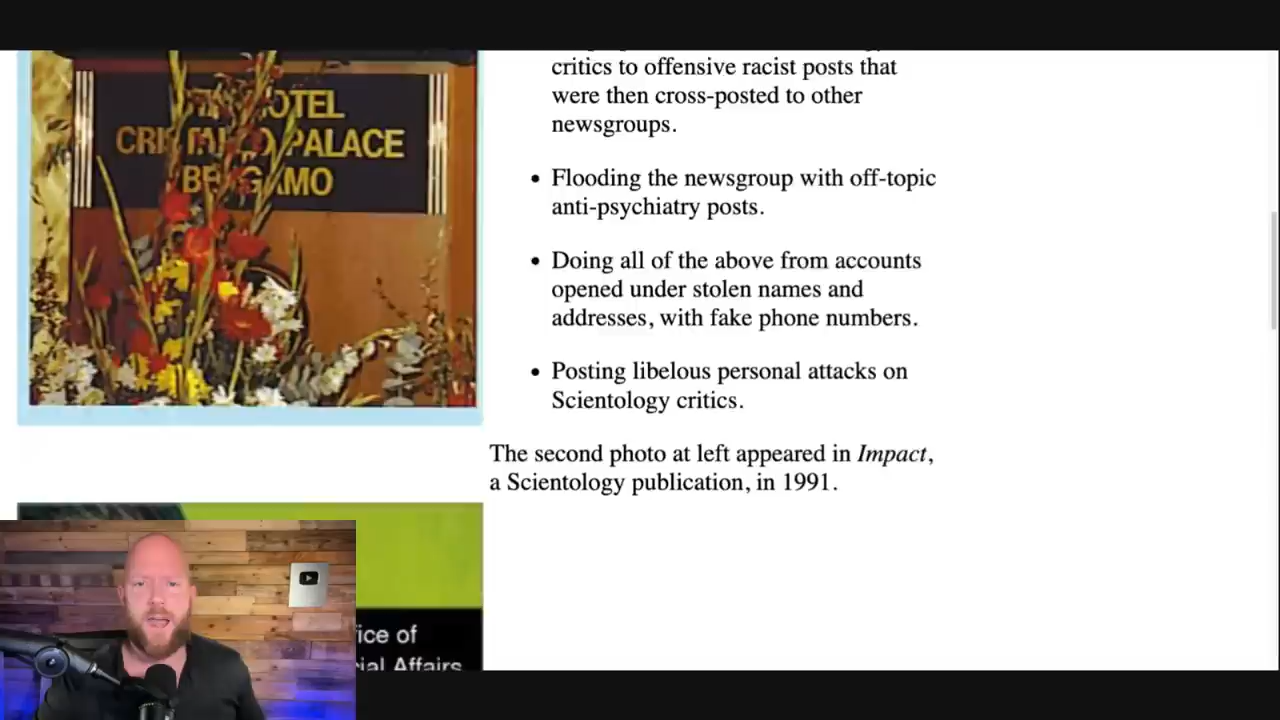 HOTEL
PALACE
critics to offensive racist posts that
were then cross-posted to other
newsgroups.
• Flooding the newsgroup with off-topic
anti-psychiatry posts.
• Doing all of the above from accounts
opened under stolen names and
addresses, with fake phone numbers.
• Posting libelous personal attacks on
Scientology critics.
The second photo at left appeared in Impact,
a Scientology publication, in 1991.
ice of
ial Affairs